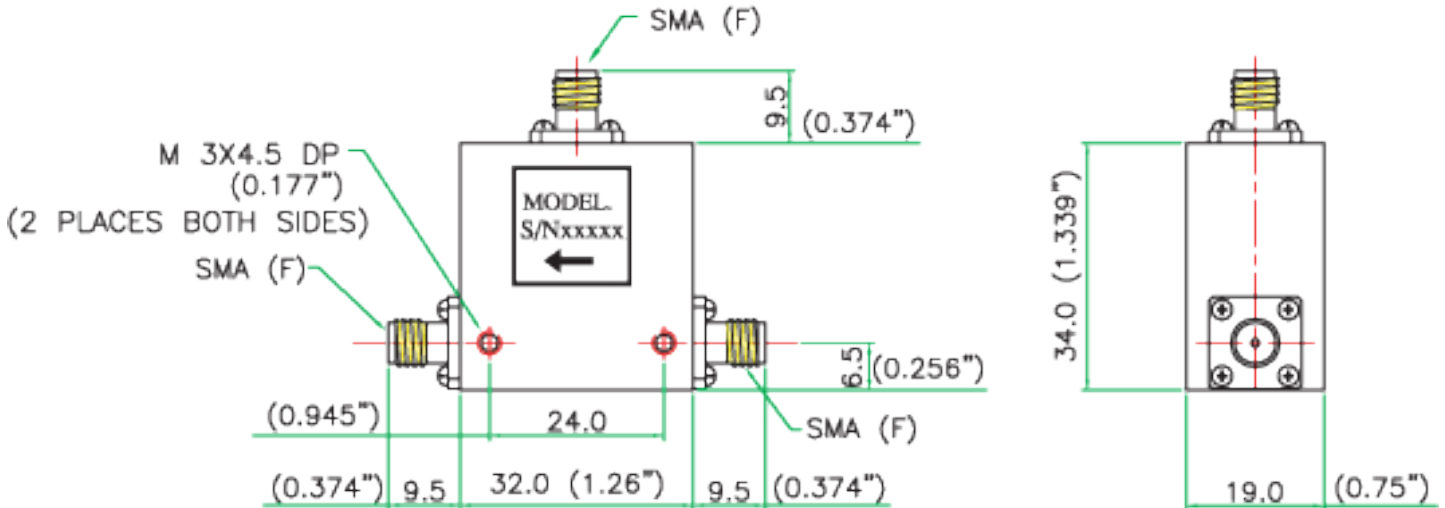 SMA (F)
9.5
(0.374")
M 3X4.5 DP
(0.177")
(2 PLACES BOTH SIDES)
MODEL.
S/Nxxxxx
SMA (F)
34.0 (1.339")
6.5
(0.256")
(0.945")
24.0
SMA (F)
(0.374") 9.5 32.0 (1.26") 9.5 (0.374")
19.0 (0.75")